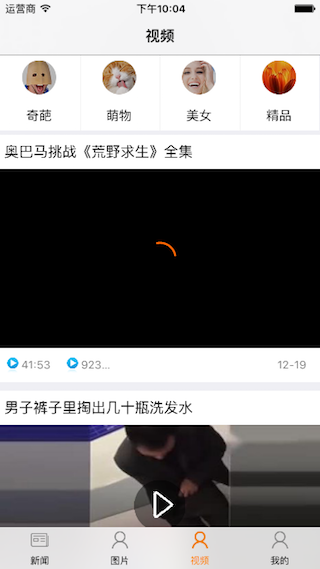 运营商 下午10:04
视频
奇葩 萌物 美女 精品
奥巴马挑战《荒野求生》全集
41:53 923... 12-19
男子裤子里掏出几十瓶洗发水
新闻 图片 视频 我的